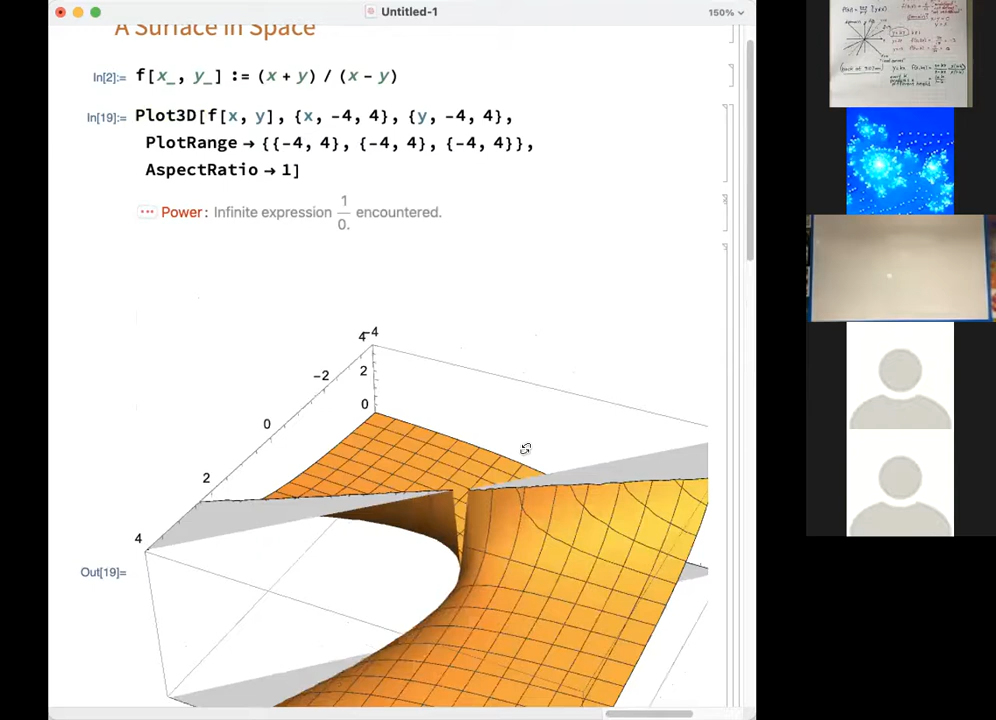 Untitled-1
150%
A Surface in Space
In[2]:= f[x_, y_] := (x + y) / (x - y)
In[19]:= Plot3D[f[x, y], {x, -4, 4}, {y, -4, 4},
PlotRange → {{-4, 4}, {-4, 4}, {-4, 4}},
AspectRatio → 1]
Power: Infinite expression 1/0. encountered.
4 -4
-2
2
0
0
2
4
Out[19]=